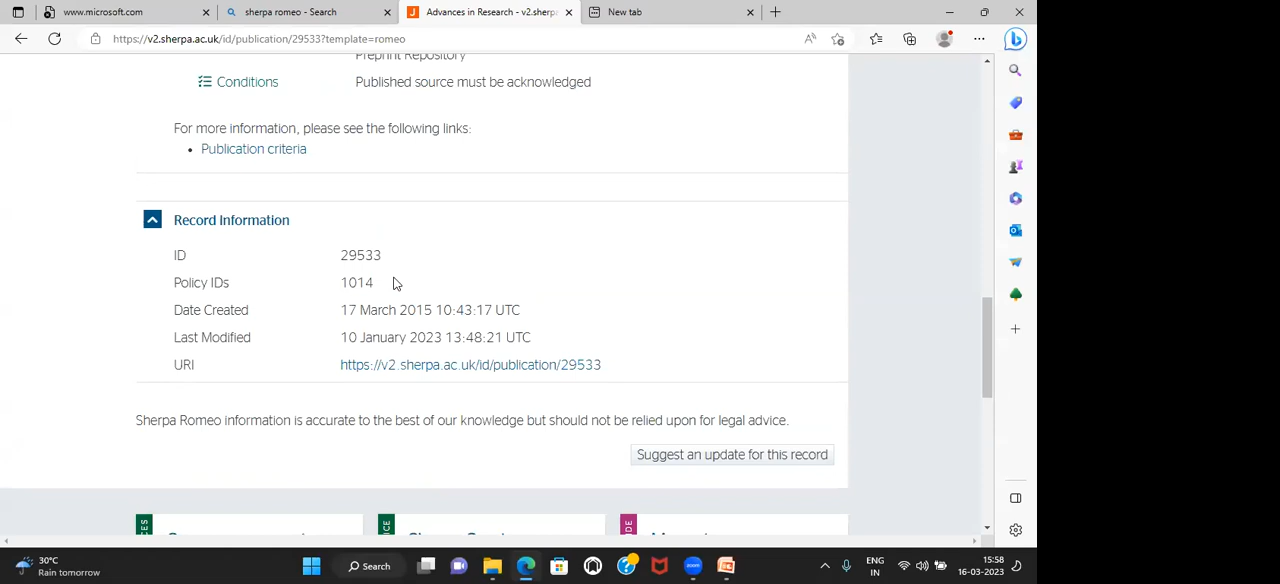 www.microsoft.com
sherpa romeo - Search
Advances in Research - v2.sherpa
New tab
https://v2.sherpa.ac.uk/id/publication/29533?template=romeo
Preprint Repository
Conditions
Published source must be acknowledged
For more information, please see the following links:
• Publication criteria
Record Information
ID 29533
Policy IDs 1014
Date Created 17 March 2015 10:43:17 UTC
Last Modified 10 January 2023 13:48:21 UTC
URI https://v2.sherpa.ac.uk/id/publication/29533
Sherpa Romeo information is accurate to the best of our knowledge but should not be relied upon for legal advice.
Suggest an update for this record
30°C
Rain tomorrow
Search
zoom
ENG
IN
15:58
16-03-2023